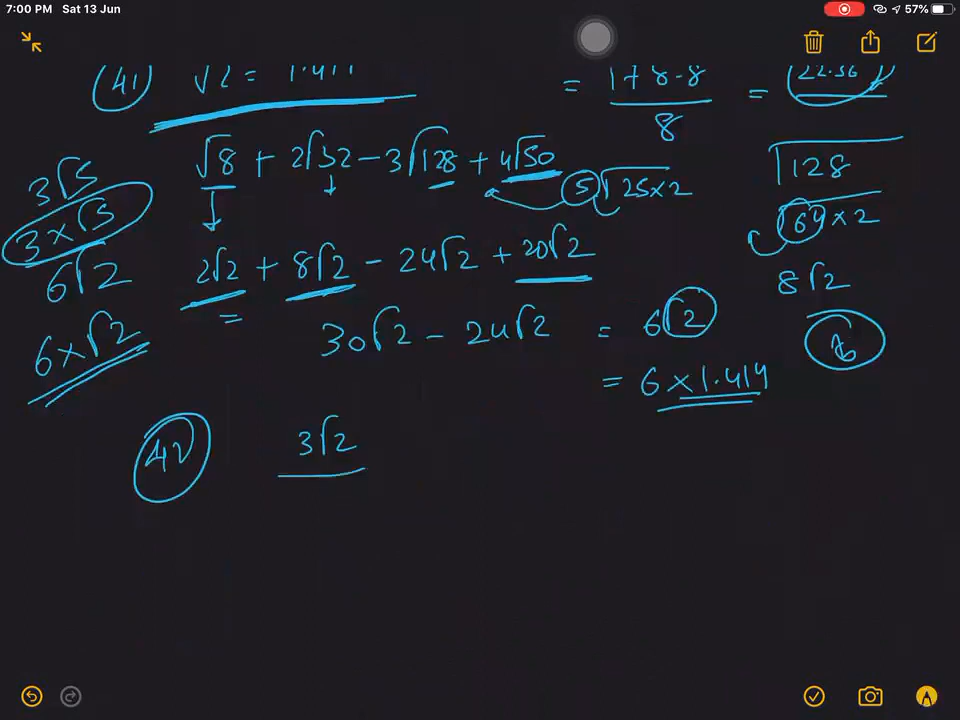 7:00 PM Sat 13 Jun 57%
41) √2 = 1.414 = 178.8/8 = 22.36
√8 + 2√32 - 3√128 + 4√50
5√25×2
√128
√64×2
8√2
3√5
3×√5
6√2
6×√2
2√2 + 8√2 - 24√2 + 20√2
= 30√2 - 24√2 = 6√2
= 6×1.414
42 3√2